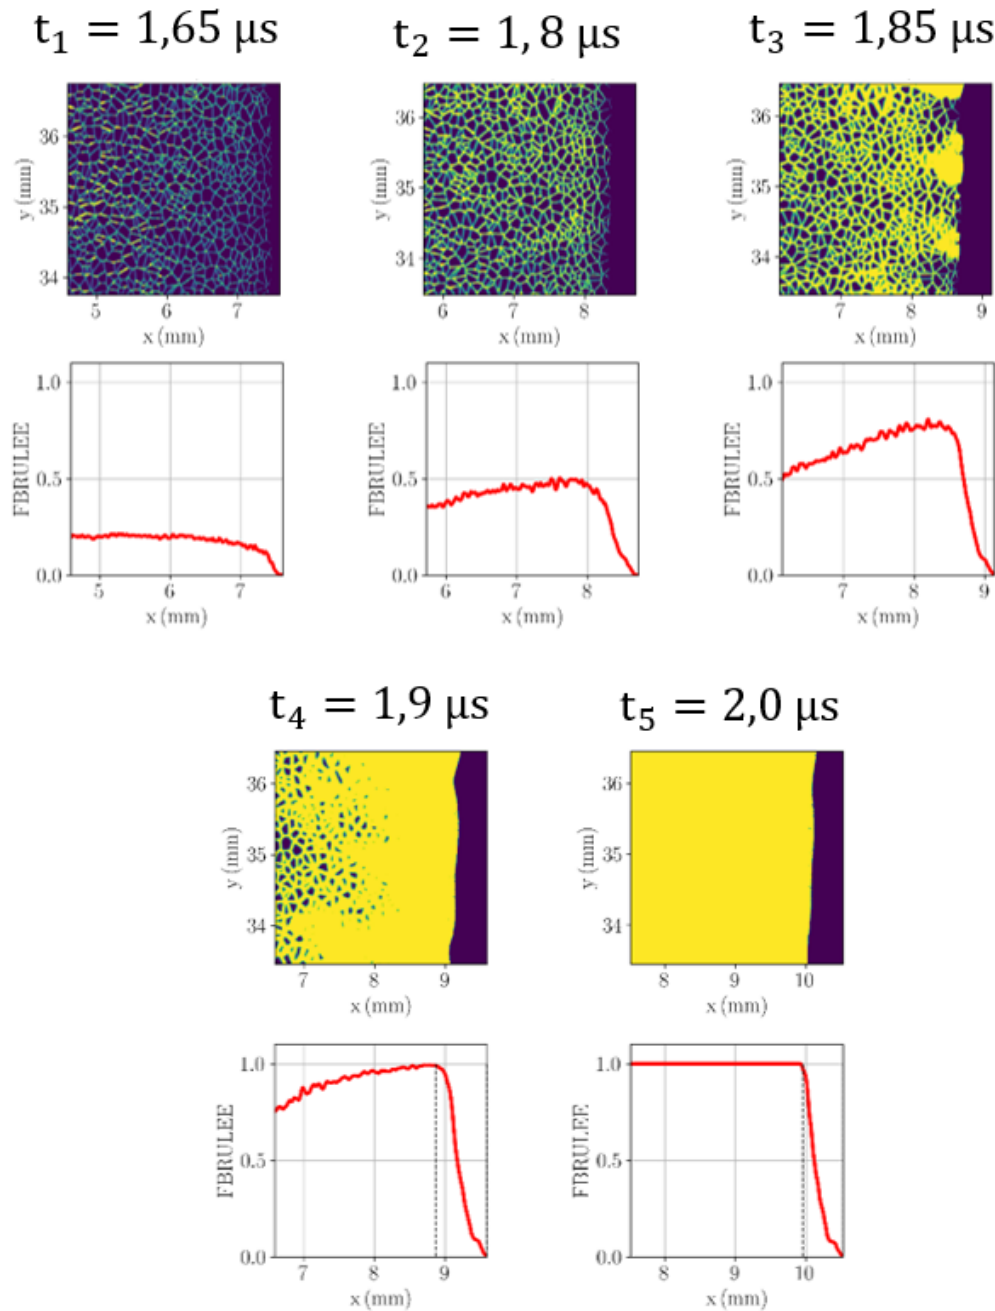 t₁ = 1,65 μs
t₂ = 1,8 μs
t₃ = 1,85 μs
36
35
34
y (mm)
5 6 7
x (mm)
36
35
34
y (mm)
6 7 8
x (mm)
36
35
34
y (mm)
7 8 9
x (mm)
1.0
0.5
0.0
FBRULEE
5 6 7
x (mm)
1.0
0.5
0.0
FBRULEE
6 7 8
x (mm)
1.0
0.5
0.0
FBRULEE
7 8 9
x (mm)
t₄ = 1,9 μs
t₅ = 2,0 μs
36
35
34
y (mm)
7 8 9
x (mm)
36
35
34
y (mm)
8 9 10
x (mm)
1.0
0.5
0.0
FBRULEE
7 8 9
x (mm)
1.0
0.5
0.0
FBRULEE
8 9 10
x (mm)